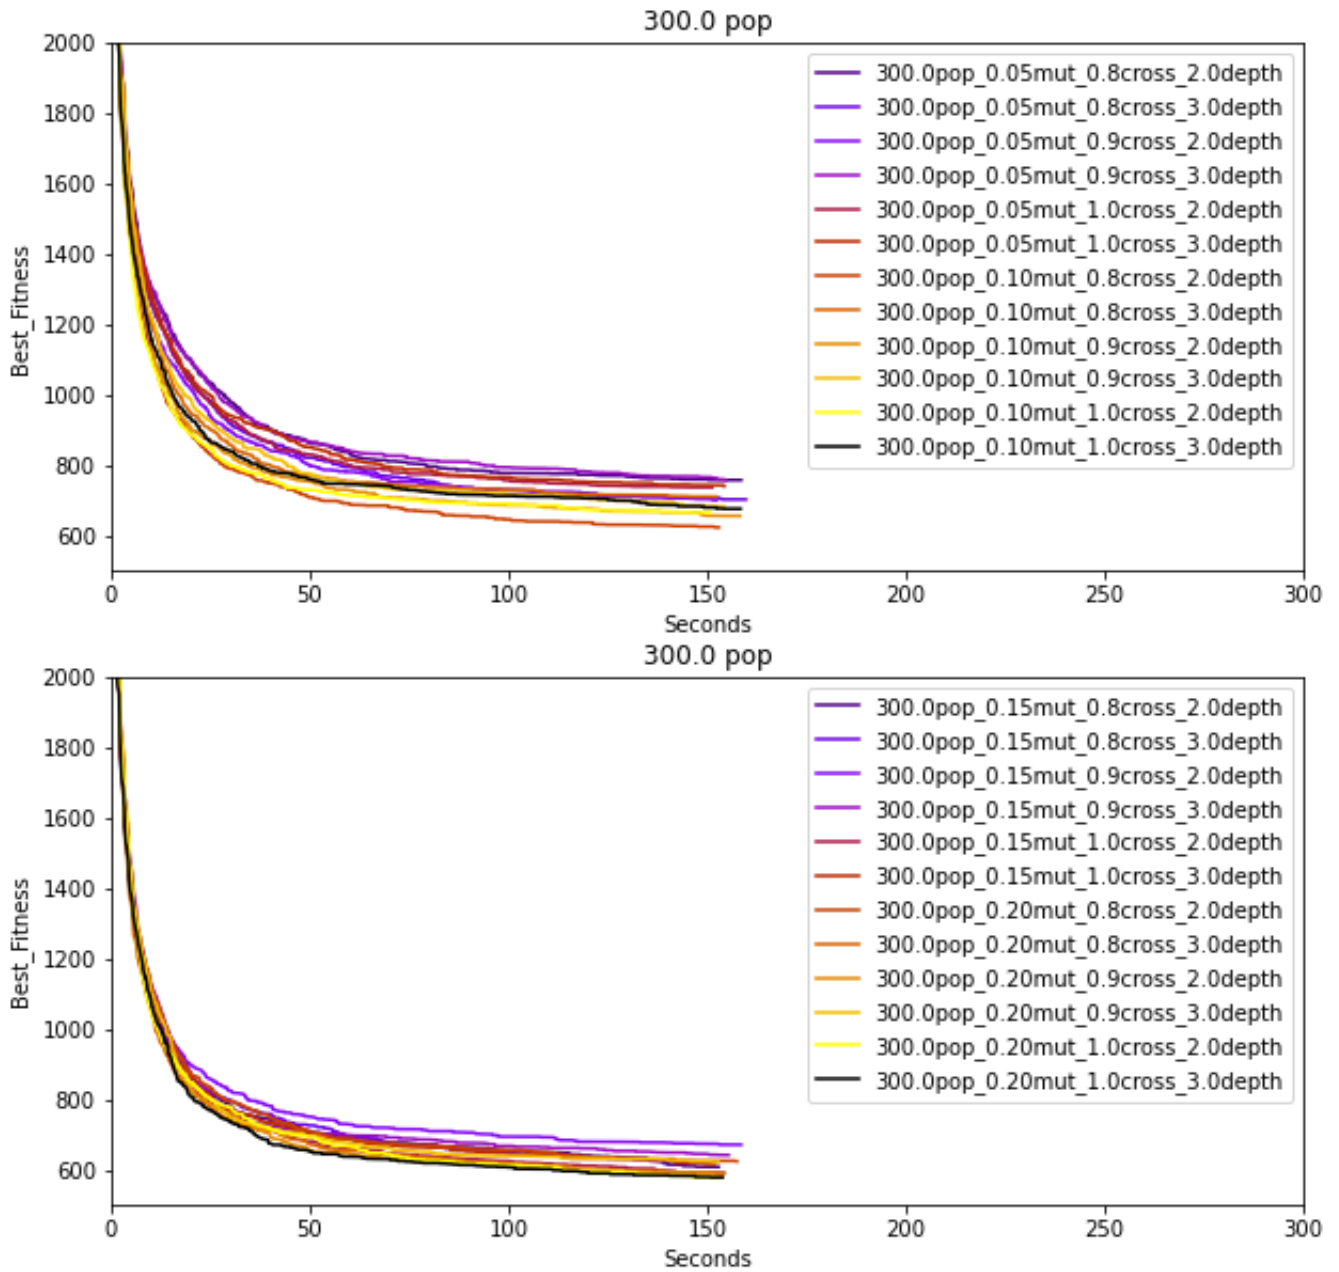 300.0 pop
2000
1800
1600
1400
1200
1000
800
600
Best_Fitness
300.0pop_0.05mut_0.8cross_2.0depth
300.0pop_0.05mut_0.8cross_3.0depth
300.0pop_0.05mut_0.9cross_2.0depth
300.0pop_0.05mut_0.9cross_3.0depth
300.0pop_0.05mut_1.0cross_2.0depth
300.0pop_0.05mut_1.0cross_3.0depth
300.0pop_0.10mut_0.8cross_2.0depth
300.0pop_0.10mut_0.8cross_3.0depth
300.0pop_0.10mut_0.9cross_2.0depth
300.0pop_0.10mut_0.9cross_3.0depth
300.0pop_0.10mut_1.0cross_2.0depth
300.0pop_0.10mut_1.0cross_3.0depth
0 50 100 150 200 250 300
Seconds
300.0 pop
2000
1800
1600
1400
1200
1000
800
600
Best_Fitness
300.0pop_0.15mut_0.8cross_2.0depth
300.0pop_0.15mut_0.8cross_3.0depth
300.0pop_0.15mut_0.9cross_2.0depth
300.0pop_0.15mut_0.9cross_3.0depth
300.0pop_0.15mut_1.0cross_2.0depth
300.0pop_0.15mut_1.0cross_3.0depth
300.0pop_0.20mut_0.8cross_2.0depth
300.0pop_0.20mut_0.8cross_3.0depth
300.0pop_0.20mut_0.9cross_2.0depth
300.0pop_0.20mut_0.9cross_3.0depth
300.0pop_0.20mut_1.0cross_2.0depth
300.0pop_0.20mut_1.0cross_3.0depth
0 50 100 150 200 250 300
Seconds